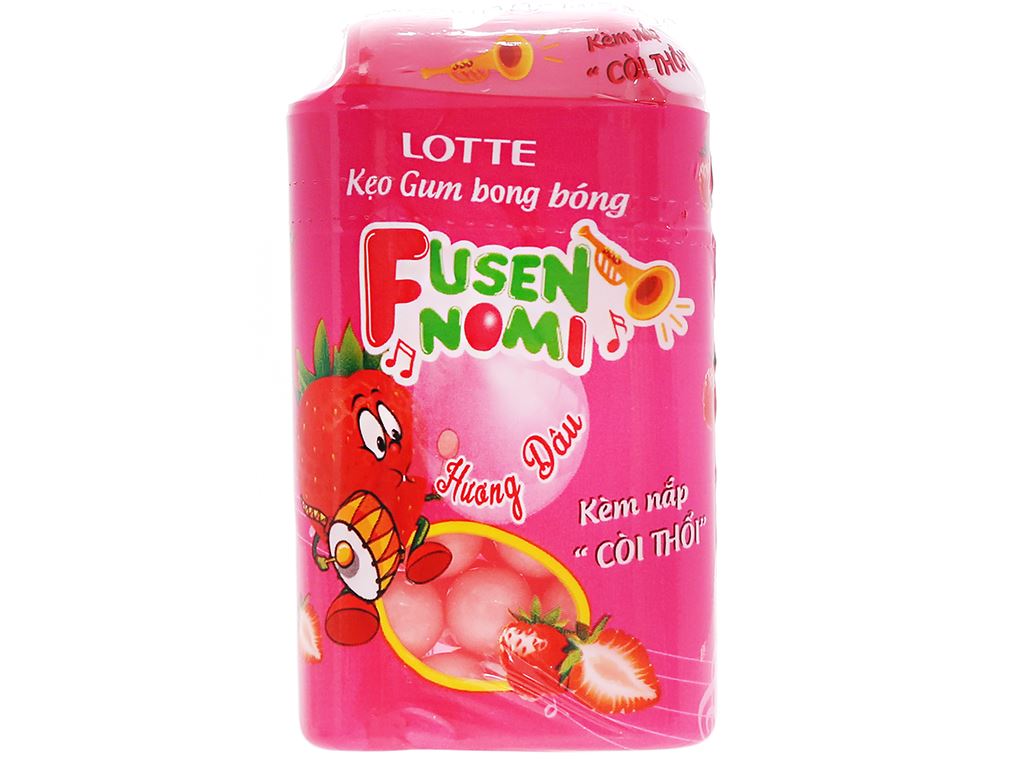 Kèm nắp
“ CÒI THỔI
LOTTE
Kẹo Gum bong bóng
FUSEN
NOMI
Hương Dâu
Kèm nắp
“ CÒI THỔI”